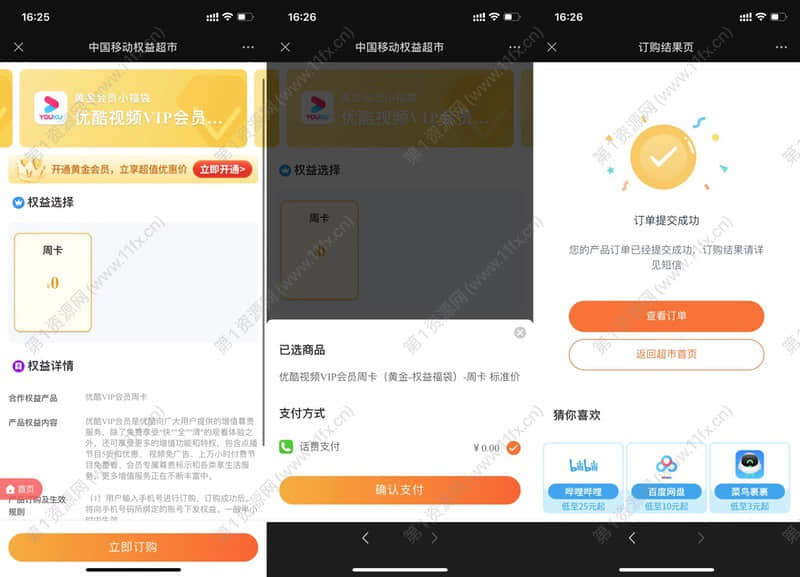 16:25
中国移动权益超市
YOUKU
黄金会员小福袋
优酷视频VIP会员...
开通黄金会员，立享超值优惠价
立即开通>
权益选择
周卡
¥0
权益详情
合作权益产品
优酷VIP会员周卡
产品权益内容
优酷VIP会员是优酷向广大用户提供的增值尊贵
服务，除了免费享受“快”“全”“清”的观看体验之
外，还可享受更多的增值功能和特权，包含点播
节目5折扣优惠、视频免广告、上万小时付费节
目免费看、会员专属尊贵标示和各类享生活服
务，更多增值服务正在不断丰富中。
首页
产品订购及生效
规则
（1）用户输入手机号进行订购，订购成功后，
将向手机号码所绑定的账号下发权益，一般半小
立即订购
16:26
中国移动权益超市
YOUKU
黄金会员小福袋
优酷视频VIP会员...
权益选择
周卡
已选商品
优酷视频VIP会员周卡（黄金-权益福袋）-周卡 标准价
支付方式
话费支付
¥0.00
确认支付
16:26
订购结果页
订单提交成功
您的产品订单已经提交成功，订购结果请详
见短信
查看订单
返回超市首页
猜你喜欢
bilibili
哔哩哔哩
低至25元起
百度网盘
低至10元起
菜鸟裹裹
低至3元起
第1资源网 (www.11fx.cn)